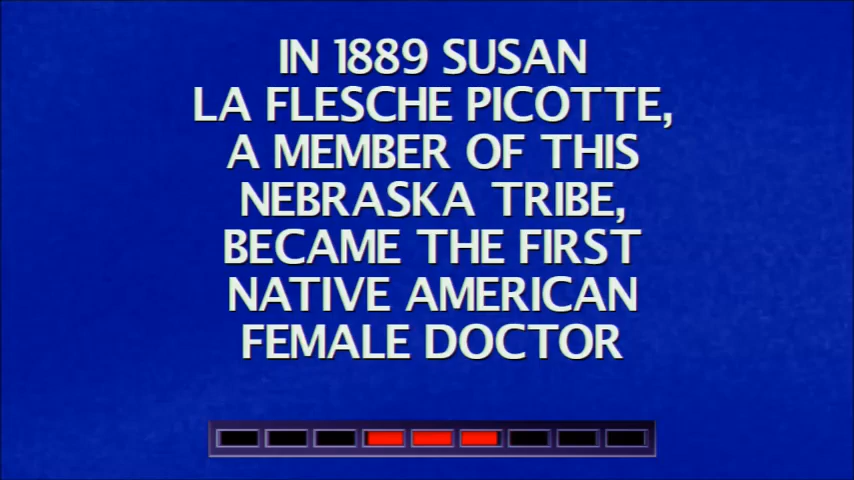 IN 1889 SUSAN
LA FLESCHE PICOTTE,
A MEMBER OF THIS
NEBRASKA TRIBE,
BECAME THE FIRST
NATIVE AMERICAN
FEMALE DOCTOR